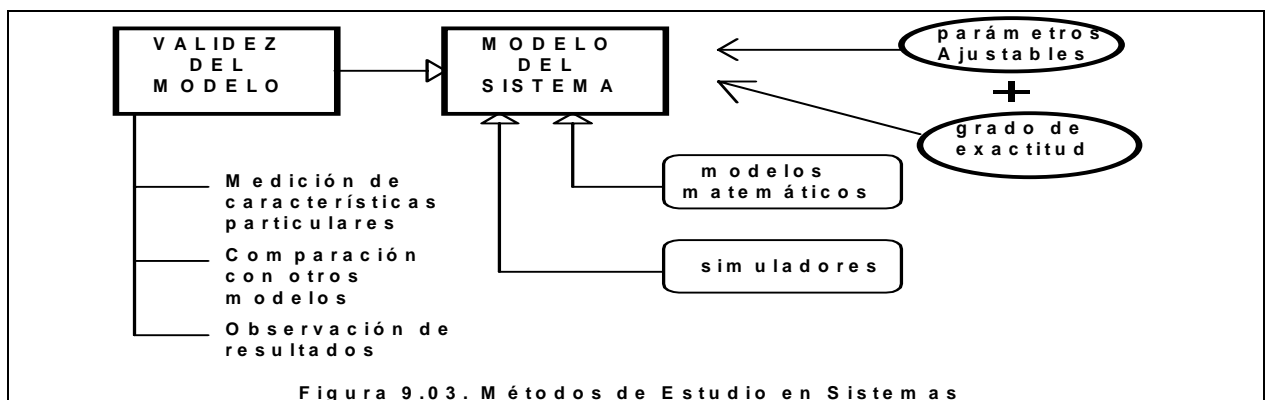 VALIDEZ
DEL
MODELO
MODELO
DEL
SISTEMA
parámetros
Ajustables
+
grado de
exactitud
modelos
matemáticos
simuladores
Medición de
características
particulares
Comparación
con otros
modelos
Observación de
resultados
Figura 9.03. Métodos de Estudio en Sistemas